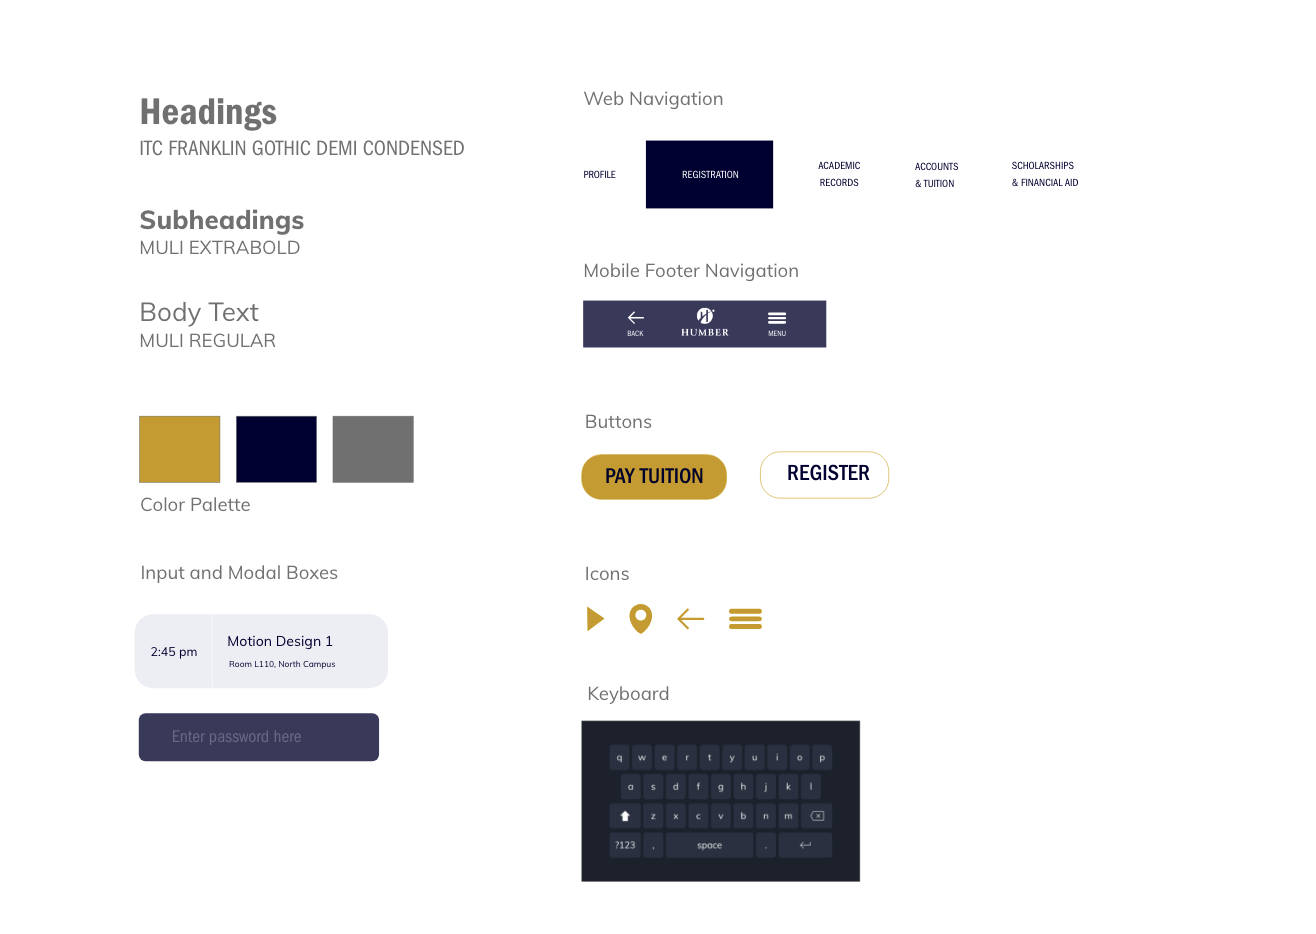 Headings
ITC FRANKLIN GOTHIC DEMI CONDENSED
Subheadings
MULI EXTRABOLD
Body Text
MULI REGULAR
Color Palette
Input and Modal Boxes
2:45 pm
Motion Design 1
Room L110, North Campus
Enter password here
Web Navigation
PROFILE
REGISTRATION
ACADEMIC
RECORDS
ACCOUNTS
& TUITION
SCHOLARSHIPS
& FINANCIAL AID
Mobile Footer Navigation
BACK
HUMBER
MENU
Buttons
PAY TUITION
REGISTER
Icons
Keyboard
q w e r t y u i o p
a s d f g h j k l
z x c v b n m
?123 , space .